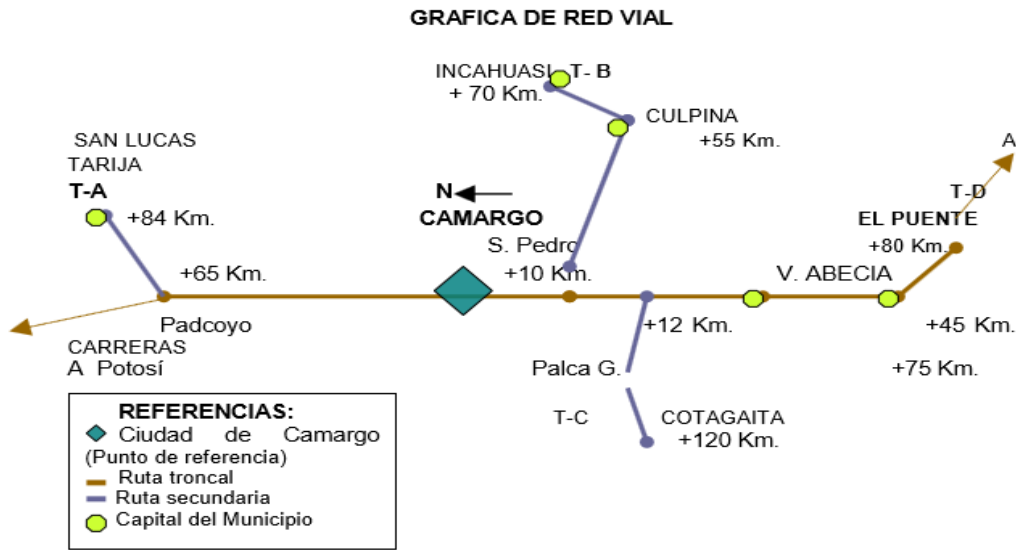 GRAFICA DE RED VIAL
INCAHUASI T- B
+ 70 Km.
CULPINA
+55 Km.
SAN LUCAS
TARIJA
T-A
+84 Km.
N
CAMARGO
S. Pedro
+10 Km.
A
T-D
EL PUENTE
+80 Km.
+65 Km.
V. ABECIA
Padcoyo
+12 Km.
+45 Km.
CARRERAS
A Potosí
Palca G.
+75 Km.
T-C
COTAGAITA
+120 Km.
REFERENCIAS:
Ciudad de Camargo
(Punto de referencia)
Ruta troncal
Ruta secundaria
Capital del Municipio